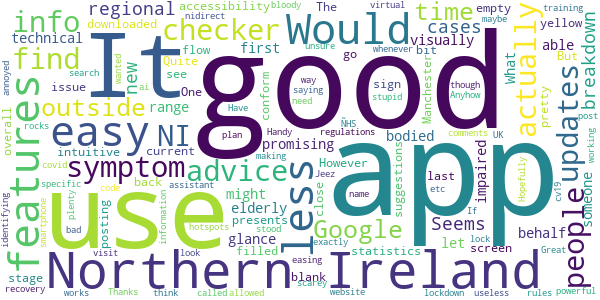 good
app
use
It
Northern Ireland
easy
features
less
Would
Google
symptom
advice
NI
find
info
checker
outside
people
updates
actually
time
regional
new
technical
issue
downloaded
accessibility
nidirect
bloody
empty
virtual
training
yellow
maybe
cases
Have
unsure
whenever
first
visually
able
breakdown
But
Quite
flow
see
bit
One
search
ai
wanted
annoyed
way
saying
need
sign
go
stupid
though
Anyhow
Manchester
What
pretty
every
post
range
conform
promising
ÑHS
regulations
UK
overall
rocks
covid
intuitive
current
plan
Handy
making
Jeez
However
last
name
etc
suggestions
comments
impaired
someone
working
The
specific
back
posting
assistant
might
elderly
close
bodied
Seems
behalf
let
If
cv19
Hopefully
code
plenty
bad
smartphone
identifying
information
hotspots
presents
glance
filled
stood
blank
exactly
statistics
screen
lock
Great
stage
recovery
works
visit
look
Thanks
think
called
allowed
easing
scarey
website
lockdown
useless
rules
powerful